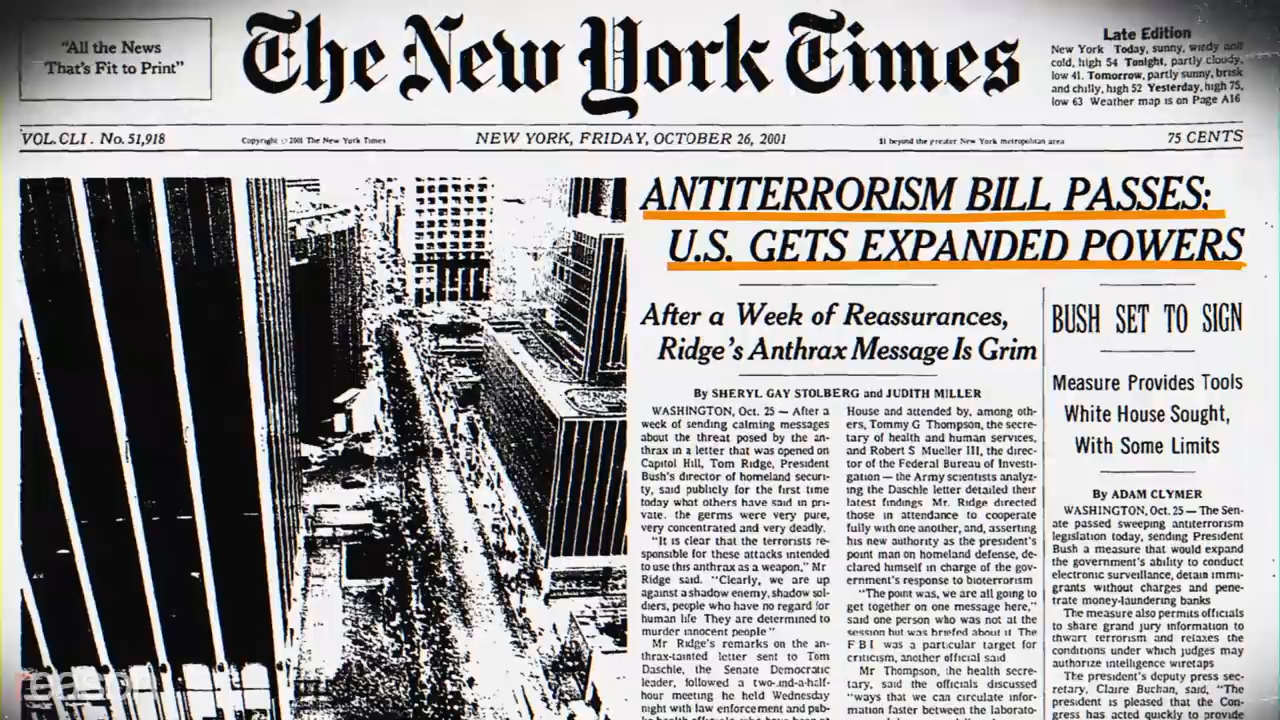 "All the News
That's Fit to Print"
The New York Times
Late Edition
New York Today, sunny, windy and
cold, high 54 Tonight, partly cloudy,
low 41. Tomorrow, partly sunny, brisk
and chilly, high 52 Yesterday, high 75,
low 63 Weather map is on Page A16
VOL. CLI . No. 51,918
Copyright © 2001 The New York Times
NEW YORK, FRIDAY, OCTOBER 26, 2001
$1 beyond the greater New York metropolitan area
75 CENTS
ANTITERRORISM BILL PASSES;
U.S. GETS EXPANDED POWERS
After a Week of Reassurances,
Ridge's Anthrax Message Is Grim
By SHERYL GAY STOLBERG and JUDITH MILLER
WASHINGTON, Oct. 25 — After a
week of sending calming messages
about the threat posed by the an-
thrax in a letter that was opened on
Capitol Hill, Tom Ridge, President
Bush's director of homeland securi-
ty, said publicly for the first time
today what others have said in pri-
vate. the germs were very pure,
very concentrated and very deadly.
"It is clear that the terrorists re-
sponsible for these attacks intended
to use this anthrax as a weapon," Mr
Ridge said. "Clearly, we are up
against a shadow enemy, shadow sol-
diers, people who have no regard for
human life They are determined to
murder innocent people"
Mr Ridge's remarks on the an-
thrax-tainted letter sent to Tom
Daschle, the Senate Democratic
leader, followed a two-and-a-half-
hour meeting he held Wednesday
night with law enforcement and pub-
House and attended by, among oth-
ers, Tommy G Thompson, the secre-
tary of health and human services,
and Robert S Mueller III, the direc-
tor of the Federal Bureau of Investi-
gation — the Army scientists analyz-
ing the Daschle letter detailed their
latest findings Mr. Ridge directed
those in attendance to cooperate
fully with one another, and, asserting
his new authority as the president's
point man on homeland defense, de-
clared himself in charge of the gov-
ernment's response to bioterrorism
"The point was, we are all going to
get together on one message here,"
said one person who was not at the
session but was briefed about it The
F B I was a particular target for
criticism, another official said
Mr Thompson, the health secre-
tary, said the officials discussed
"ways that we can circulate infor-
mation faster between the laborato-
BUSH SET TO SIGN
Measure Provides Tools
White House Sought,
With Some Limits
By ADAM CLYMER
WASHINGTON, Oct. 25 — The Sen-
ate passed sweeping antiterrorism
legislation today, sending President
Bush a measure that would expand
the government's ability to conduct
electronic surveillance, detain immi-
grants without charges and pene-
trate money-laundering banks
The measure also permits officials
to share grand jury information to
thwart terrorism and relaxes the
conditions under which judges may
authorize intelligence wiretaps
The president's deputy press sec-
retary, Claire Buchan, said, "The
president is pleased that the Con-
gress has acted quickly to provide
reason